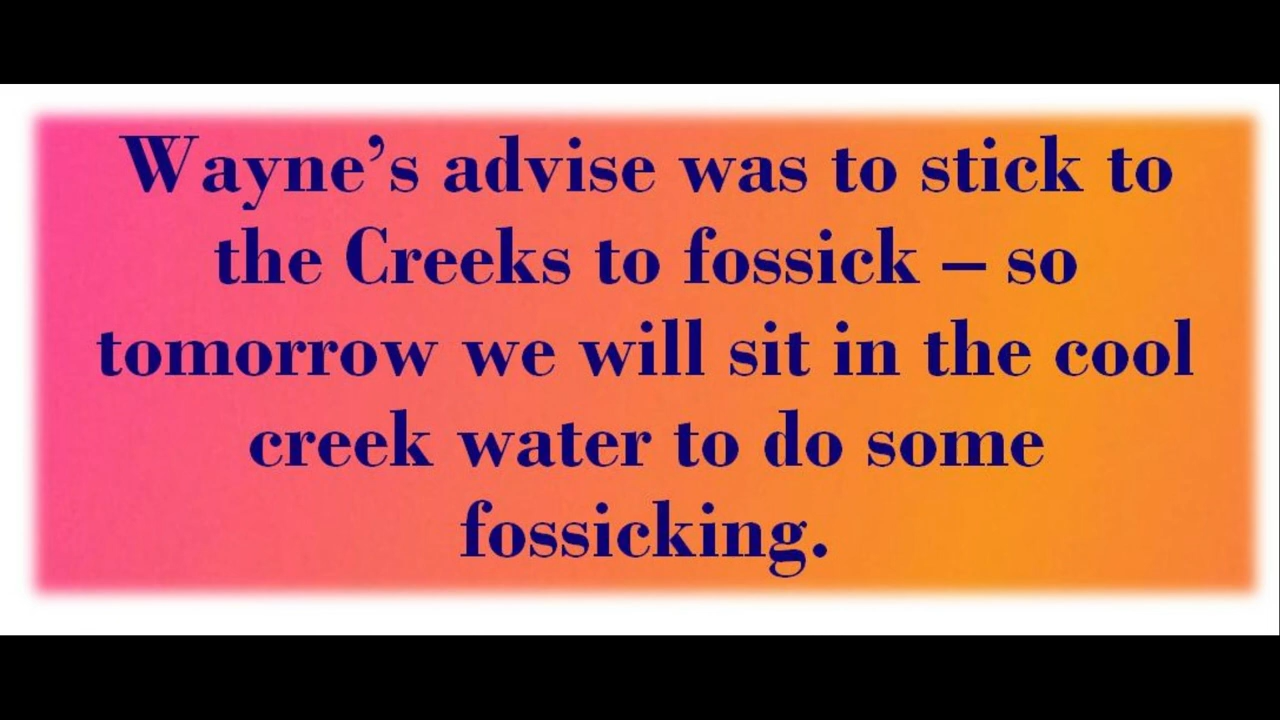 Wayne’s advise was to stick to
the Creeks to fossick – so
tomorrow we will sit in the cool
creek water to do some
fossicking.